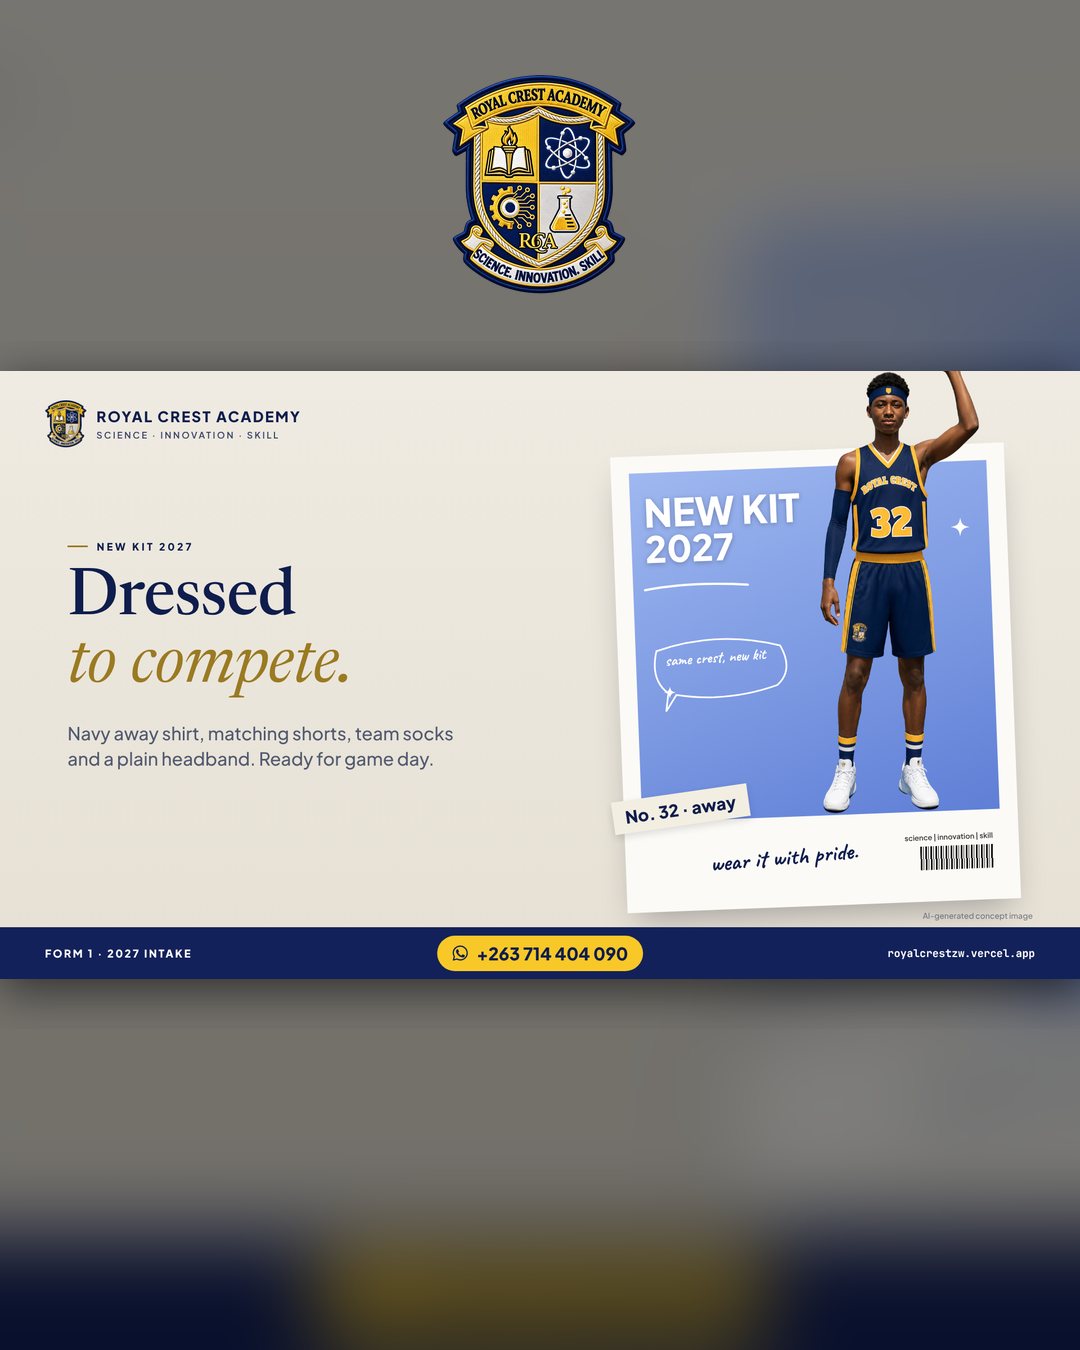 ROYAL CREST ACADEMY
RCA
SCIENCE. INNOVATION. SKILL
ROYAL CREST ACADEMY
SCIENCE · INNOVATION · SKILL
NEW KIT 2027
Dressed
to compete.
Navy away shirt, matching shorts, team socks
and a plain headband. Ready for game day.
NEW KIT
2027
same crest, new kit
ROYAL CREST
32
No. 32 · away
wear it with pride.
science | innovation | skill
AI-generated concept image
FORM 1 · 2027 INTAKE
+263 714 404 090
royalcrestzw.vercel.app